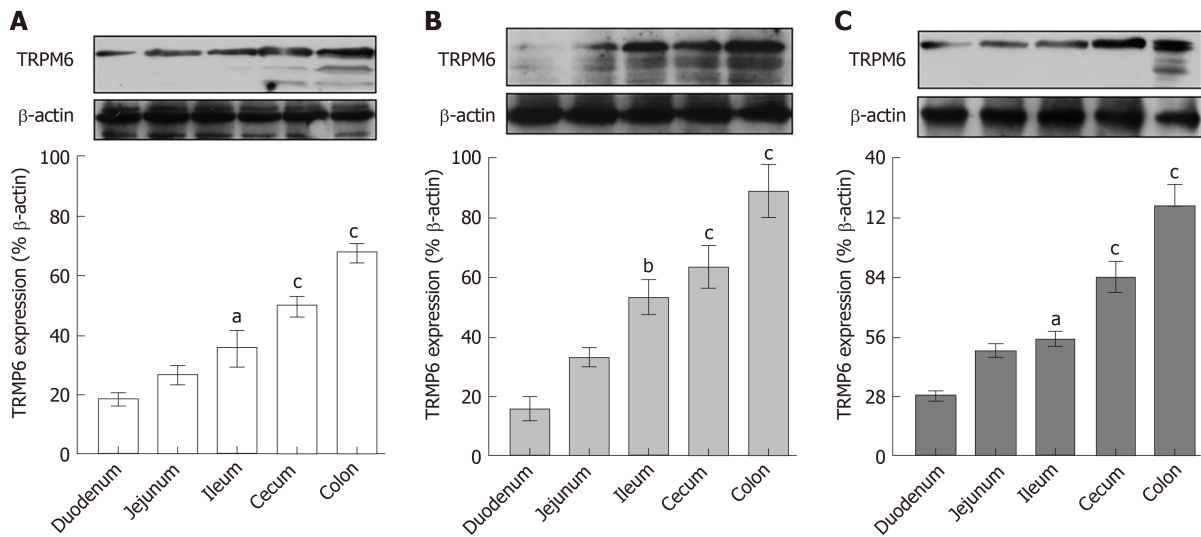 A
TRPM6
β-actin
TRMP6 expression (% β-actin)
100
80
60
40
20
0
a
c
c
Duodenum
Jejunum
Ileum
Cecum
Colon
B
TRPM6
β-actin
TRMP6 expression (% β-actin)
100
80
60
40
20
0
b
c
c
Duodenum
Jejunum
Ileum
Cecum
Colon
C
TRPM6
β-actin
TRMP6 expression (% β-actin)
40
12
84
56
28
0
a
c
c
Duodenum
Jejunum
Ileum
Cecum
Colon